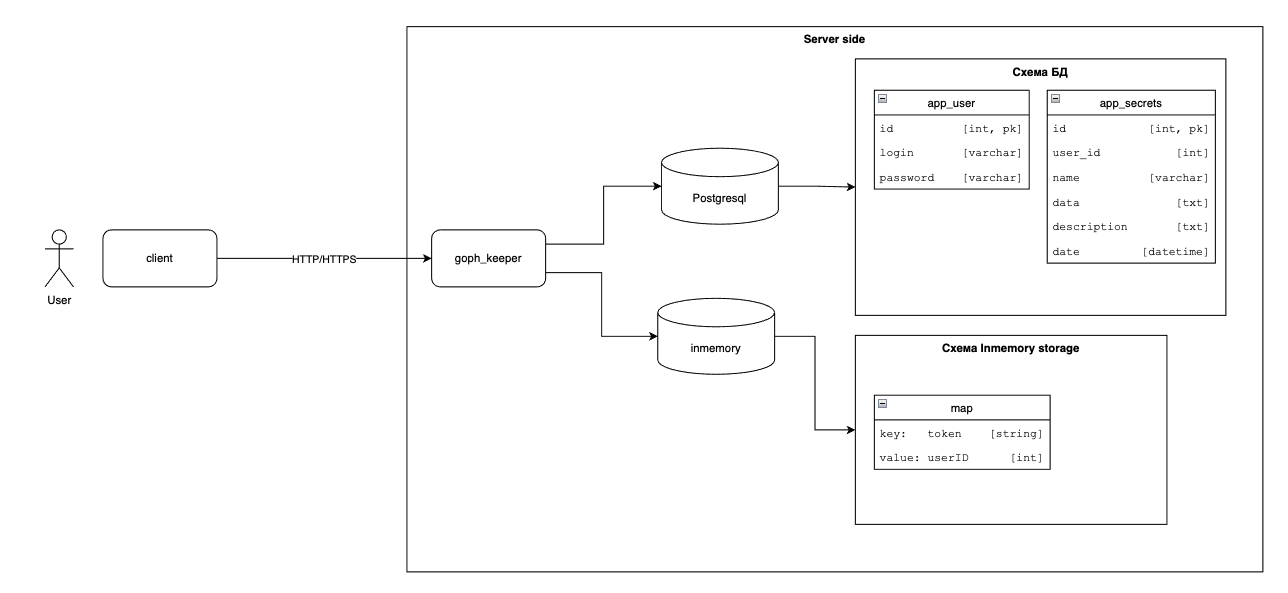 Server side
Схема БД
app_user
id [int, pk]
login [varchar]
password [varchar]
app_secrets
id [int, pk]
user_id [int]
name [varchar]
data [txt]
description [txt]
date [datetime]
Postgresql
User
client
HTTP/HTTPS
goph_keeper
inmemory
Схема Inmemory storage
map
key: token [string]
value: userID [int]